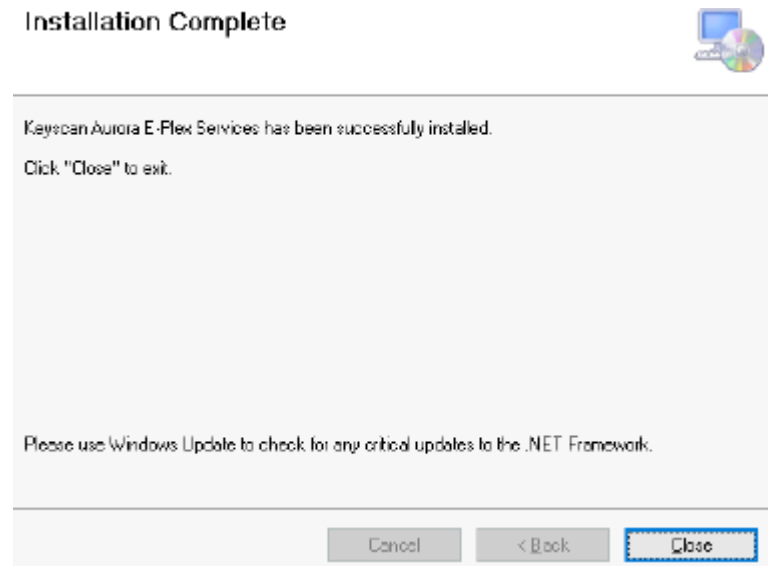 Installation Complete
Keyscan Aurora E-Plex Services has been successfully installed.
Click "Close" to exit.
Please use Windows Update to check for any critical updates to the .NET Framework.
Cancel
< Back
Close